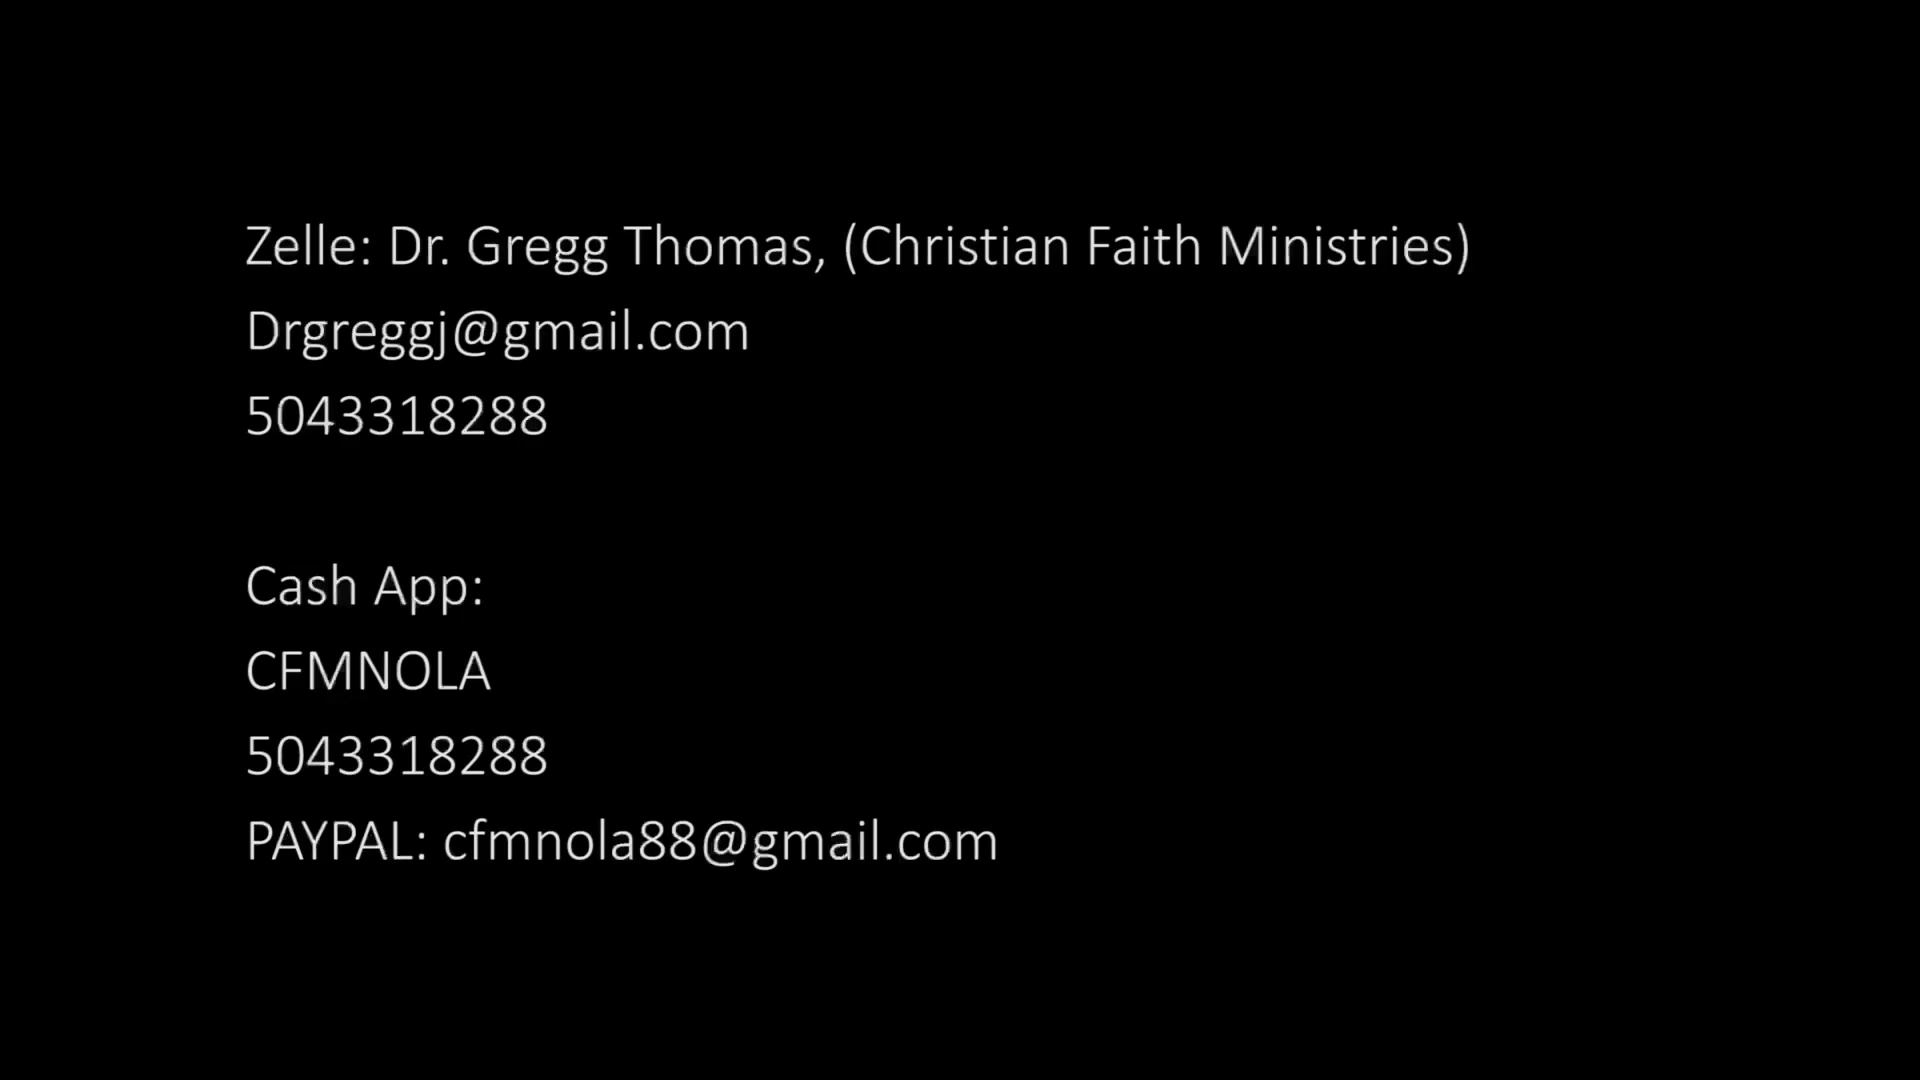 Zelle: Dr. Gregg Thomas, (Christian Faith Ministries)
Drgreggj@gmail.com
5043318288
Cash App:
CFMNOLA
5043318288
PAYPAL: cfmnola88@gmail.com